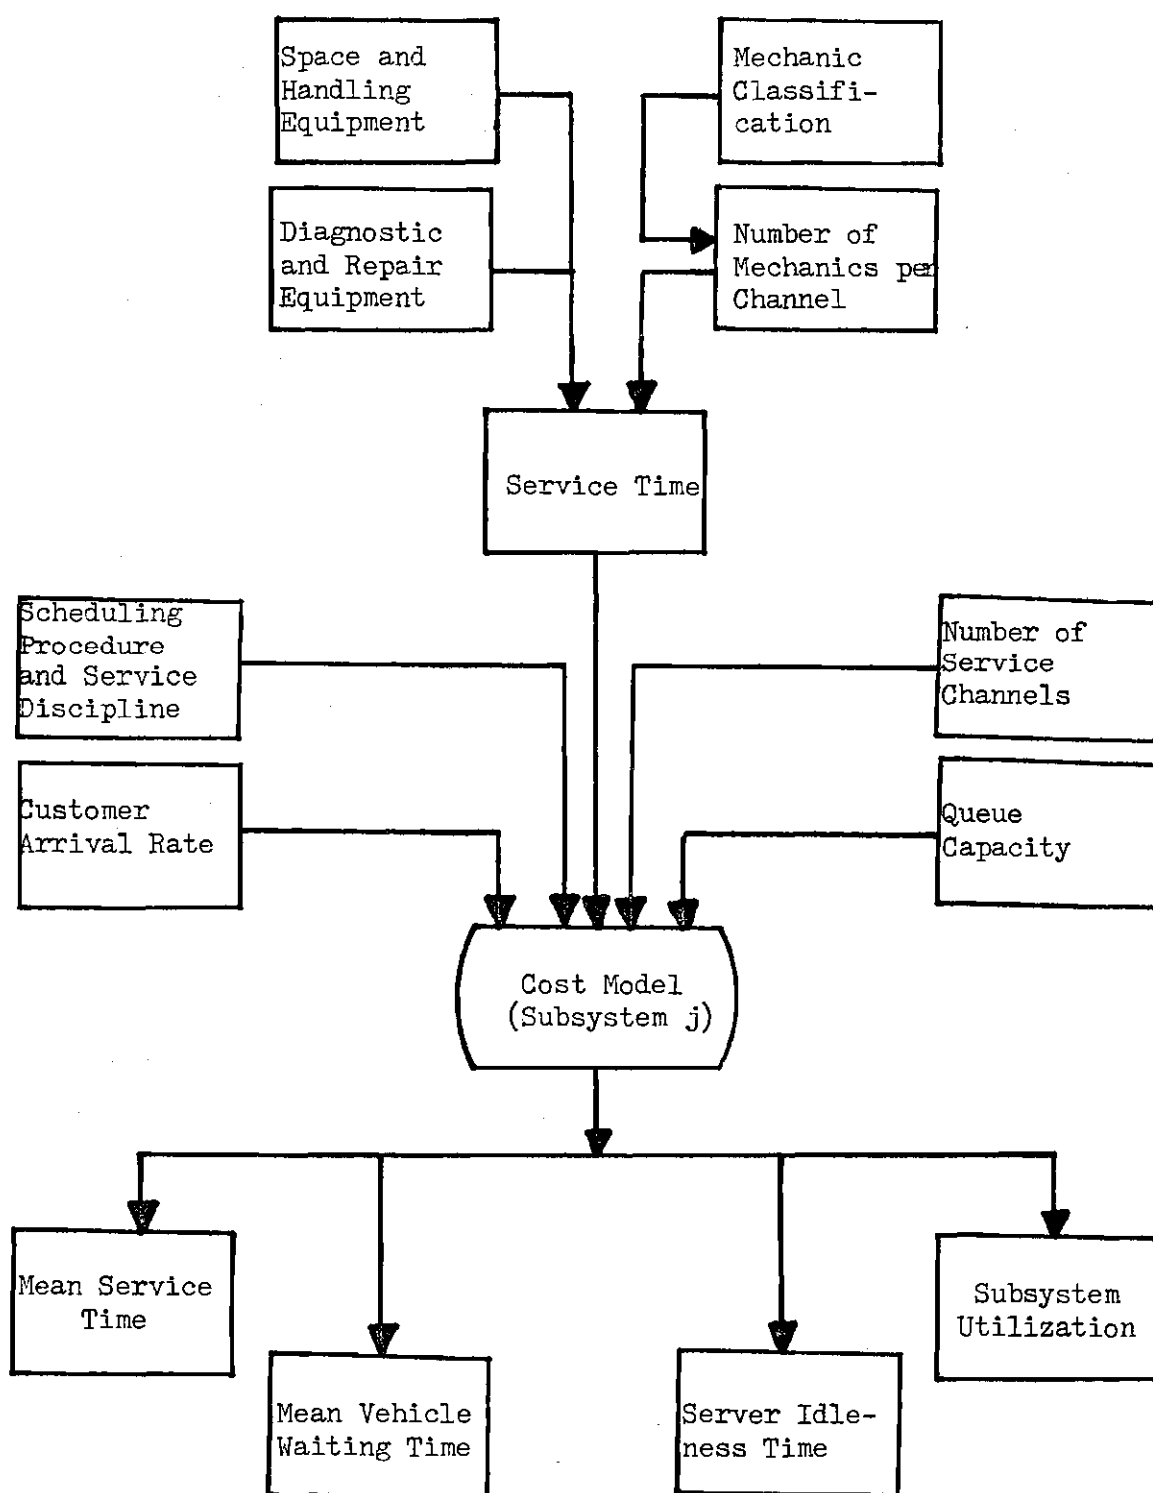 Space and
Handling
Equipment
Mechanic
Classifi-
cation
Diagnostic
and Repair
Equipment
Number of
Mechanics per
Channel
Service Time
Scheduling
Procedure
and Service
Discipline
Number of
Service
Channels
Customer
Arrival Rate
Queue
Capacity
Cost Model
(Subsystem j)
Mean Service
Time
Subsystem
Utilization
Mean Vehicle
Waiting Time
Server Idle-
ness Time